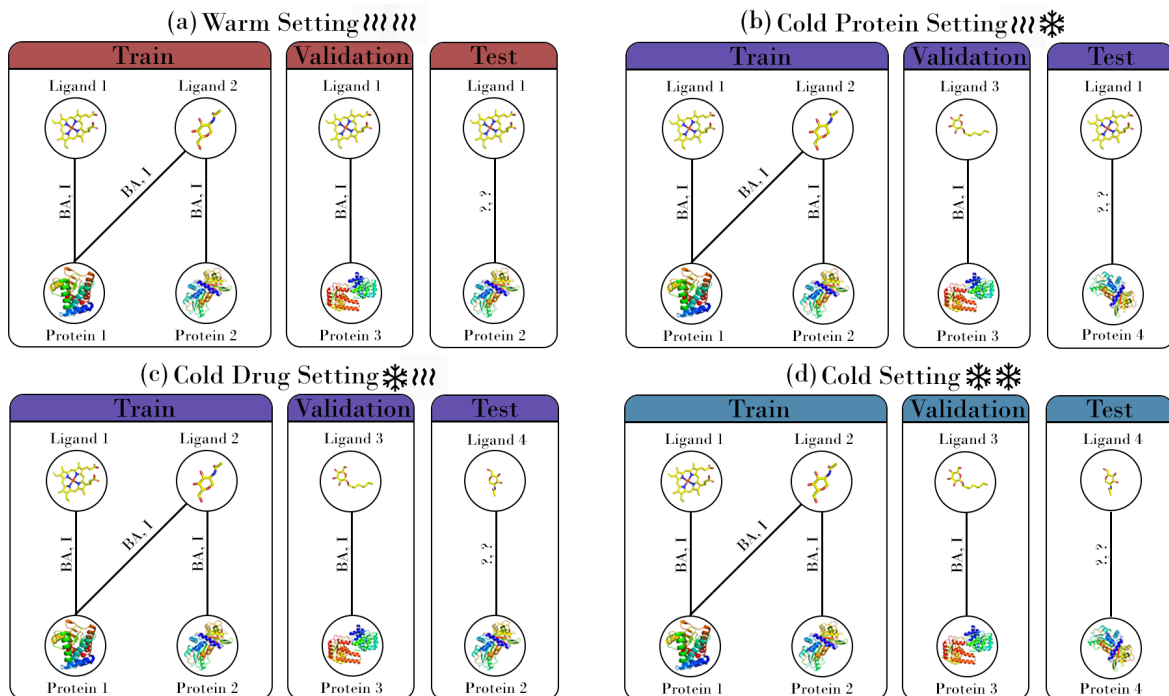 (a) Warm Setting
Train
Validation
Test
Ligand 1
Ligand 2
Ligand 1
Ligand 1
BA, I
BA, I
BA, I
BA, I
?, ?
Protein 1
Protein 2
Protein 3
Protein 2
(b) Cold Protein Setting
Train
Validation
Test
Ligand 1
Ligand 2
Ligand 3
Ligand 1
BA, I
BA, I
BA, I
BA, I
?, ?
Protein 1
Protein 2
Protein 3
Protein 4
(c) Cold Drug Setting
Train
Validation
Test
Ligand 1
Ligand 2
Ligand 3
Ligand 4
BA, I
BA, I
BA, I
BA, I
?, ?
Protein 1
Protein 2
Protein 3
Protein 2
(d) Cold Setting
Train
Validation
Test
Ligand 1
Ligand 2
Ligand 3
Ligand 4
BA, I
BA, I
BA, I
BA, I
?, ?
Protein 1
Protein 2
Protein 3
Protein 4